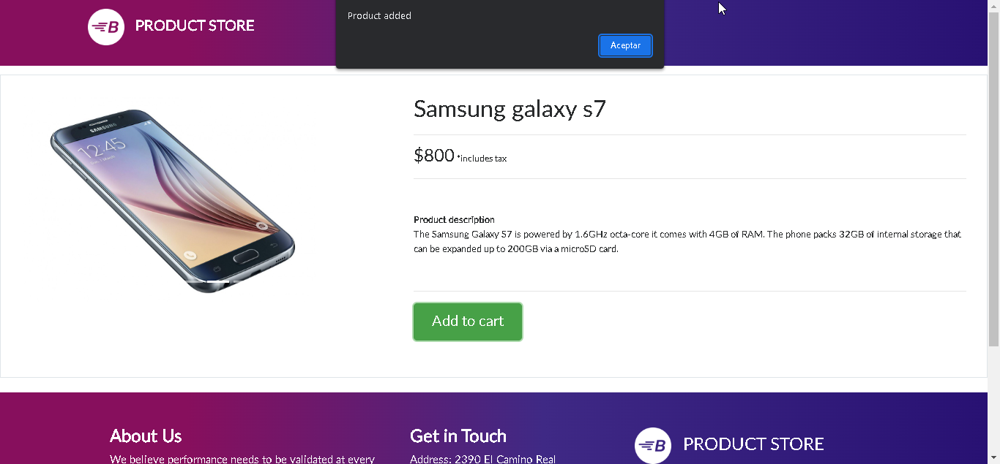 Product added
Aceptar
B PRODUCT STORE
SAMSUNG
12:45
Samsung galaxy s7
$800 *includes tax
Product description
The Samsung Galaxy S7 is powered by 1.6GHz octa-core it comes with 4GB of RAM. The phone packs 32GB of internal storage that
can be expanded up to 200GB via a microSD card.
Add to cart
About Us
We believe performance needs to be validated at every
Get in Touch
Address: 2390 El Camino Real
B PRODUCT STORE